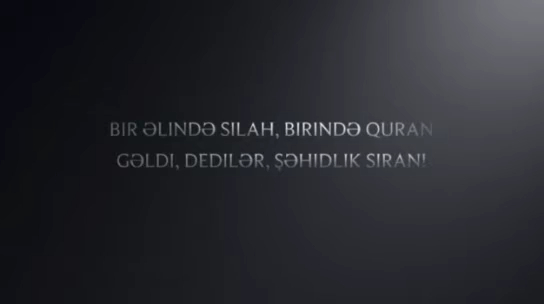 BIR ƏLINDƏ SILAH, BIRINDƏ QURAN
GƏLDI, DEDILƏR, ŞƏHIDLIK SIRAN!